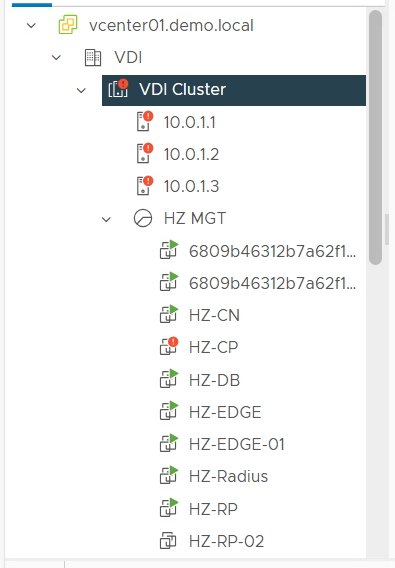 vcenter01.demo.local
VDI
VDI Cluster
10.0.1.1
10.0.1.2
10.0.1.3
HZ MGT
6809b46312b7a62f1...
6809b46312b7a62f1...
HZ-CN
HZ-CP
HZ-DB
HZ-EDGE
HZ-EDGE-01
HZ-Radius
HZ-RP
HZ-RP-02